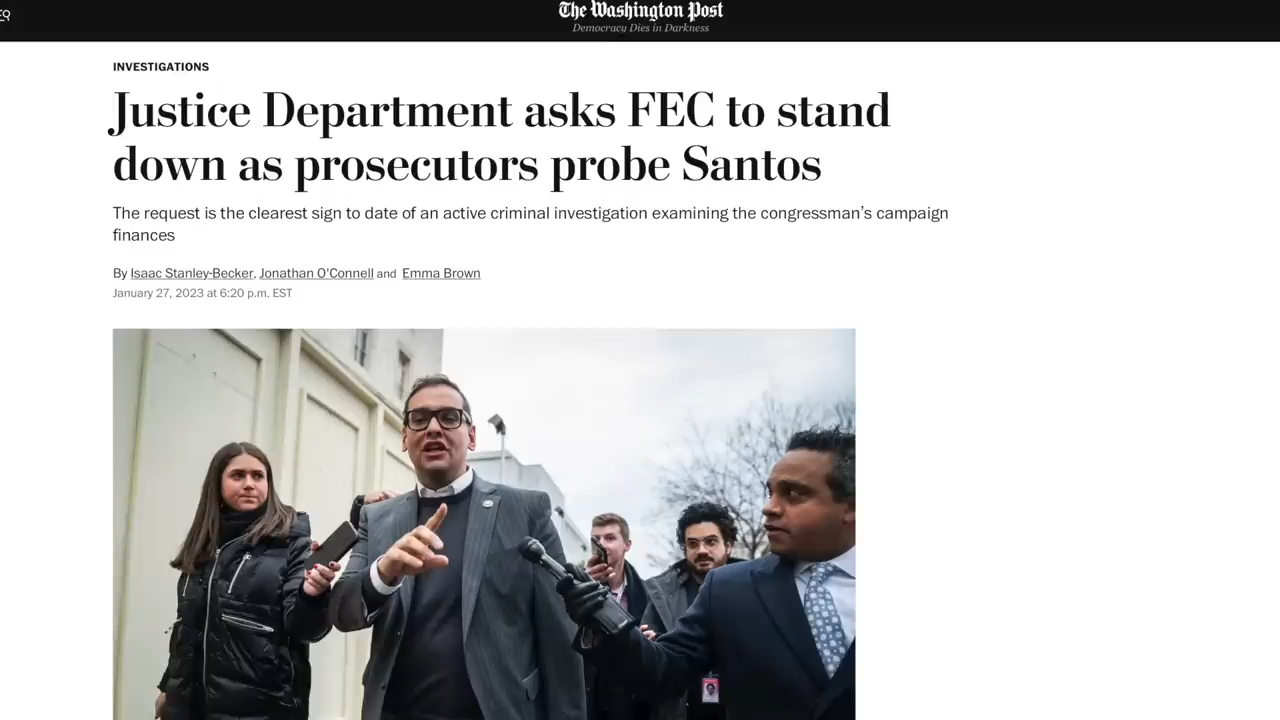 The Washington Post
Democracy Dies in Darkness
INVESTIGATIONS
Justice Department asks FEC to stand
down as prosecutors probe Santos
The request is the clearest sign to date of an active criminal investigation examining the congressman’s campaign
finances
By Isaac Stanley-Becker, Jonathan O'Connell and Emma Brown
January 27, 2023 at 6:20 p.m. EST